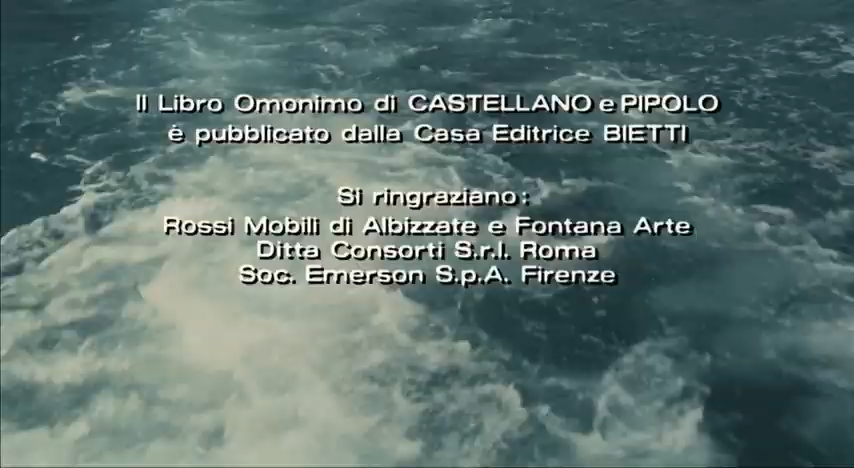 Il Libro Omonimo di CASTELLANO e PIPOLO
è pubblicato dalla Casa Editrice BIETTI
Si ringraziano:
Rossi Mobili di Albizzate e Fontana Arte
Ditta Consorti S.r.l. Roma
Soc. Emerson S.p.A. Firenze